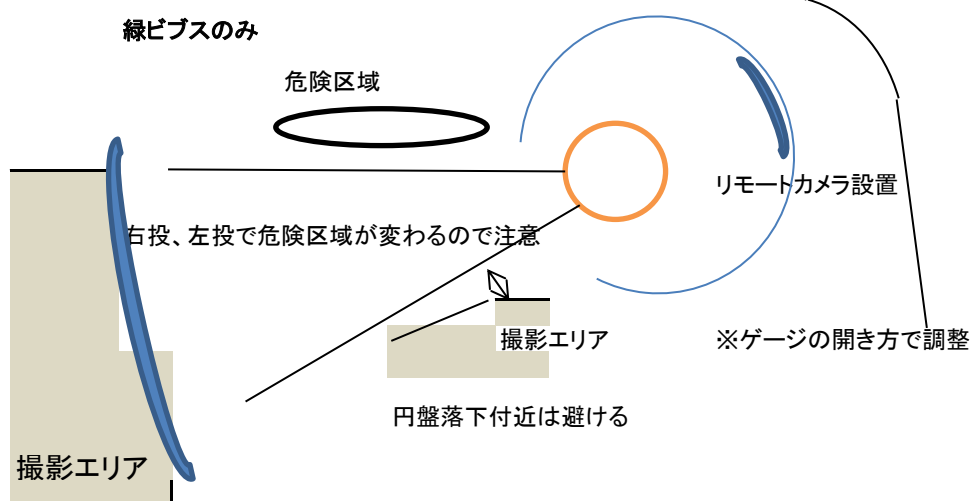 緑ビブスのみ
危険区域
リモートカメラ設置
右投、左投で危険区域が変わるので注意
撮影エリア
※ゲージの開き方で調整
円盤落下付近は避ける
撮影エリア